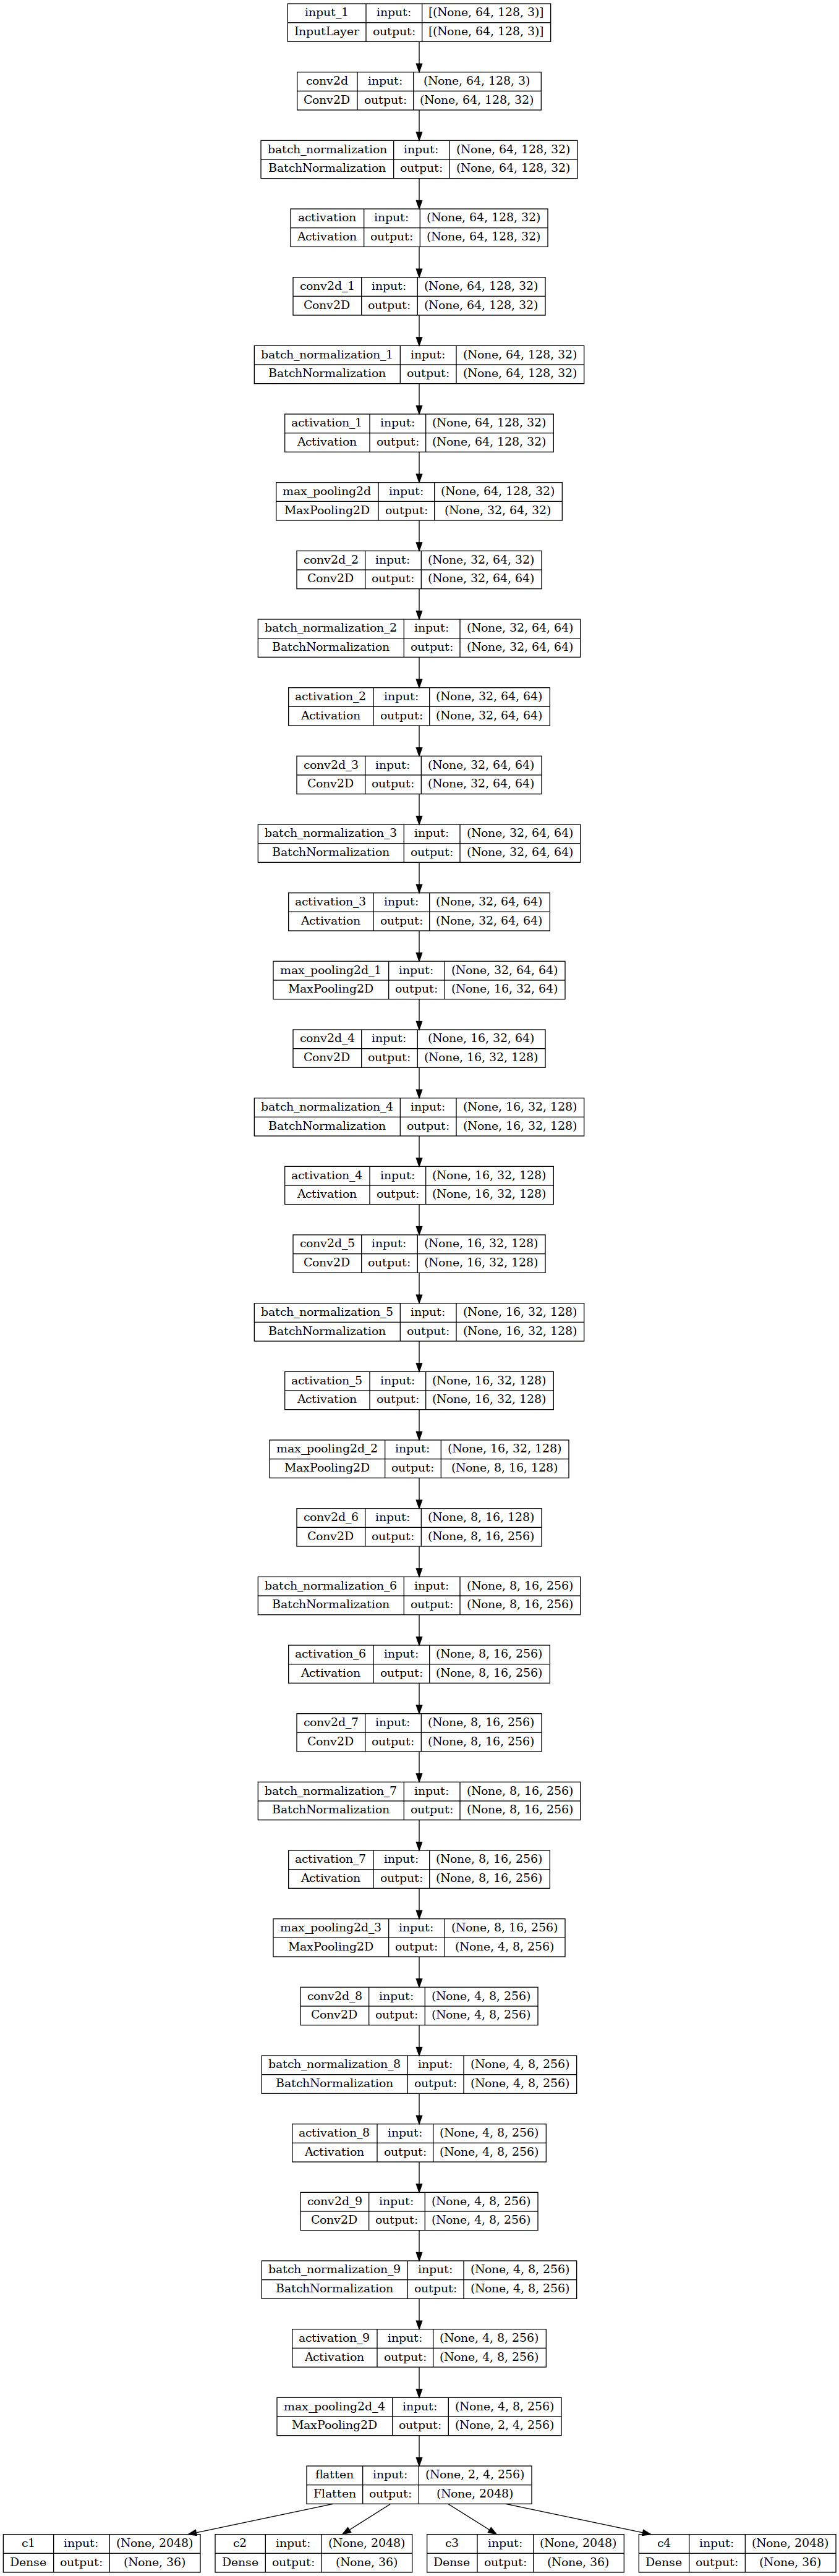 input_1 input: [(None, 64, 128, 3)]
InputLayer output: [(None, 64, 128, 3)]
conv2d input: (None, 64, 128, 3)
Conv2D output: (None, 64, 128, 32)
batch_normalization input: (None, 64, 128, 32)
BatchNormalization output: (None, 64, 128, 32)
activation input: (None, 64, 128, 32)
Activation output: (None, 64, 128, 32)
conv2d_1 input: (None, 64, 128, 32)
Conv2D output: (None, 64, 128, 32)
batch_normalization_1 input: (None, 64, 128, 32)
BatchNormalization output: (None, 64, 128, 32)
activation_1 input: (None, 64, 128, 32)
Activation output: (None, 64, 128, 32)
max_pooling2d input: (None, 64, 128, 32)
MaxPooling2D output: (None, 32, 64, 32)
conv2d_2 input: (None, 32, 64, 32)
Conv2D output: (None, 32, 64, 64)
batch_normalization_2 input: (None, 32, 64, 64)
BatchNormalization output: (None, 32, 64, 64)
activation_2 input: (None, 32, 64, 64)
Activation output: (None, 32, 64, 64)
conv2d_3 input: (None, 32, 64, 64)
Conv2D output: (None, 32, 64, 64)
batch_normalization_3 input: (None, 32, 64, 64)
BatchNormalization output: (None, 32, 64, 64)
activation_3 input: (None, 32, 64, 64)
Activation output: (None, 32, 64, 64)
max_pooling2d_1 input: (None, 32, 64, 64)
MaxPooling2D output: (None, 16, 32, 64)
conv2d_4 input: (None, 16, 32, 64)
Conv2D output: (None, 16, 32, 128)
batch_normalization_4 input: (None, 16, 32, 128)
BatchNormalization output: (None, 16, 32, 128)
activation_4 input: (None, 16, 32, 128)
Activation output: (None, 16, 32, 128)
conv2d_5 input: (None, 16, 32, 128)
Conv2D output: (None, 16, 32, 128)
batch_normalization_5 input: (None, 16, 32, 128)
BatchNormalization output: (None, 16, 32, 128)
activation_5 input: (None, 16, 32, 128)
Activation output: (None, 16, 32, 128)
max_pooling2d_2 input: (None, 16, 32, 128)
MaxPooling2D output: (None, 8, 16, 128)
conv2d_6 input: (None, 8, 16, 128)
Conv2D output: (None, 8, 16, 256)
batch_normalization_6 input: (None, 8, 16, 256)
BatchNormalization output: (None, 8, 16, 256)
activation_6 input: (None, 8, 16, 256)
Activation output: (None, 8, 16, 256)
conv2d_7 input: (None, 8, 16, 256)
Conv2D output: (None, 8, 16, 256)
batch_normalization_7 input: (None, 8, 16, 256)
BatchNormalization output: (None, 8, 16, 256)
activation_7 input: (None, 8, 16, 256)
Activation output: (None, 8, 16, 256)
max_pooling2d_3 input: (None, 8, 16, 256)
MaxPooling2D output: (None, 4, 8, 256)
conv2d_8 input: (None, 4, 8, 256)
Conv2D output: (None, 4, 8, 256)
batch_normalization_8 input: (None, 4, 8, 256)
BatchNormalization output: (None, 4, 8, 256)
activation_8 input: (None, 4, 8, 256)
Activation output: (None, 4, 8, 256)
conv2d_9 input: (None, 4, 8, 256)
Conv2D output: (None, 4, 8, 256)
batch_normalization_9 input: (None, 4, 8, 256)
BatchNormalization output: (None, 4, 8, 256)
activation_9 input: (None, 4, 8, 256)
Activation output: (None, 4, 8, 256)
max_pooling2d_4 input: (None, 4, 8, 256)
MaxPooling2D output: (None, 2, 4, 256)
flatten input: (None, 2, 4, 256)
Flatten output: (None, 2048)
c1 input: (None, 2048)
Dense output: (None, 36)
c2 input: (None, 2048)
Dense output: (None, 36)
c3 input: (None, 2048)
Dense output: (None, 36)
c4 input: (None, 2048)
Dense output: (None, 36)